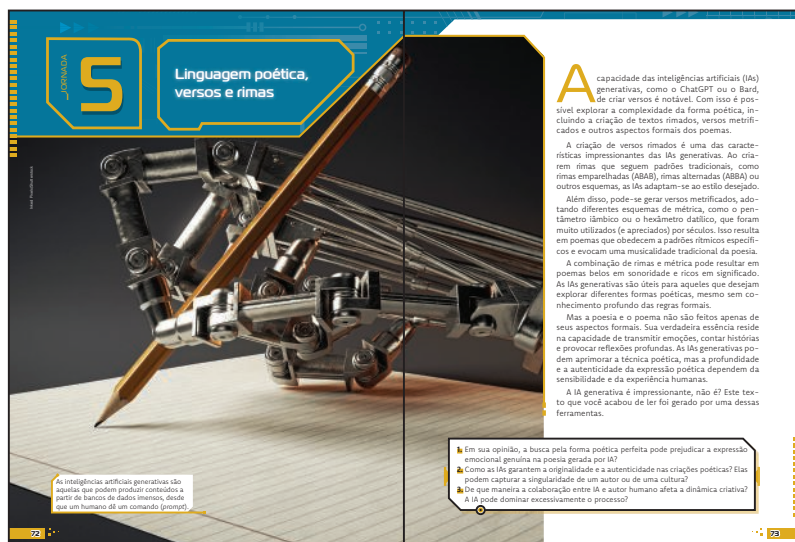 _JORNADA
5
Linguagem poética,
versos e rimas
As inteligências artificiais generativas são
aquelas que podem produzir conteúdos a
partir de bancos de dados imensos, desde
que um humano dê um comando (prompt).
72
A capacidade das inteligências artificiais (IAs)
generativas, como o ChatGPT ou o Bard,
de criar versos é notável. Com isso é pos-
sível explorar a complexidade da forma poética, in-
cluindo a criação de textos rimados, versos metrifi-
cados e outros aspectos formais dos poemas.
A criação de versos rimados é uma das caracte-
rísticas impressionantes das IAs generativas. Ao cria-
rem rimas que seguem padrões tradicionais, como
rimas emparelhadas (ABAB), rimas alternadas (ABBA) ou
outros esquemas, as IAs adaptam-se ao estilo desejado.
Além disso, pode-se gerar versos metrificados, ado-
tando diferentes esquemas de métrica, como o pen-
tâmetro iâmbico ou o hexâmetro datílico, que foram
muito utilizados (e apreciados) por séculos. Isso resulta
em poemas que obedecem a padrões rítmicos específi-
cos e evocam uma musicalidade tradicional da poesia.
A combinação de rimas e métrica pode resultar em
poemas belos em sonoridade e ricos em significado.
As IAs generativas são úteis para aqueles que desejam
explorar diferentes formas poéticas, mesmo sem co-
nhecimento profundo das regras formais.
Mas a poesia e o poema não são feitos apenas de
seus aspectos formais. Sua verdadeira essência reside
na capacidade de transmitir emoções, contar histórias
e provocar reflexões profundas. As IAs generativas po-
dem aprimorar a técnica poética, mas a profundidade
e a autenticidade da expressão poética dependem da
sensibilidade e da experiência humanas.
A IA generativa é impressionante, não é? Este tex-
to que você acabou de ler foi gerado por uma dessas
ferramentas.
1. Em sua opinião, a busca pela forma poética perfeita pode prejudicar a expressão
emocional genuína na poesia gerada por IA?
2. Como as IAs garantem a originalidade e a autenticidade nas criações poéticas? Elas
podem capturar a singularidade de um autor ou de uma cultura?
3. De que maneira a colaboração entre IA e autor humano afeta a dinâmica criativa?
A IA pode dominar excessivamente o processo?
73